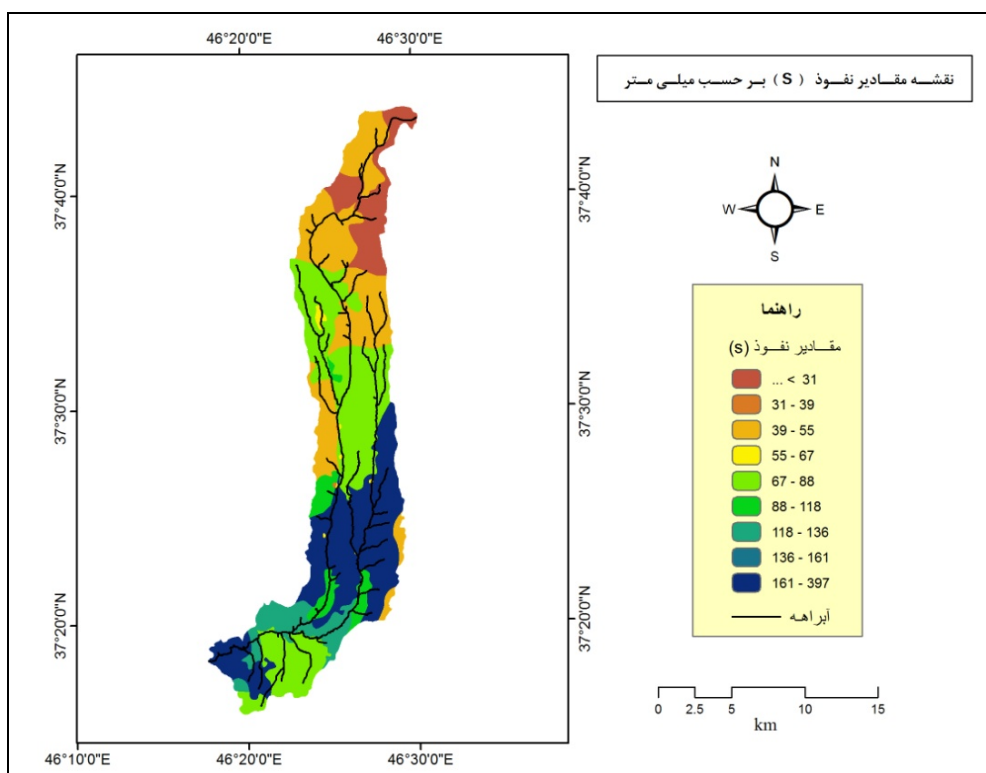 46°20'0"E 46°30'0"E
نقشه مقادیر نفوذ ( S ) بر حسب میلی متر
37°40'0"N 37°40'0"N
N
W E
S
راهنما
مقادیر نفوذ (s)
... < 31
31 - 39
39 - 55
55 - 67
67 - 88
88 - 118
118 - 136
136 - 161
161 - 397
آبراهه
37°30'0"N 37°30'0"N
37°20'0"N 37°20'0"N
0 2.5 5 10 15
km
46°10'0"E 46°20'0"E 46°30'0"E